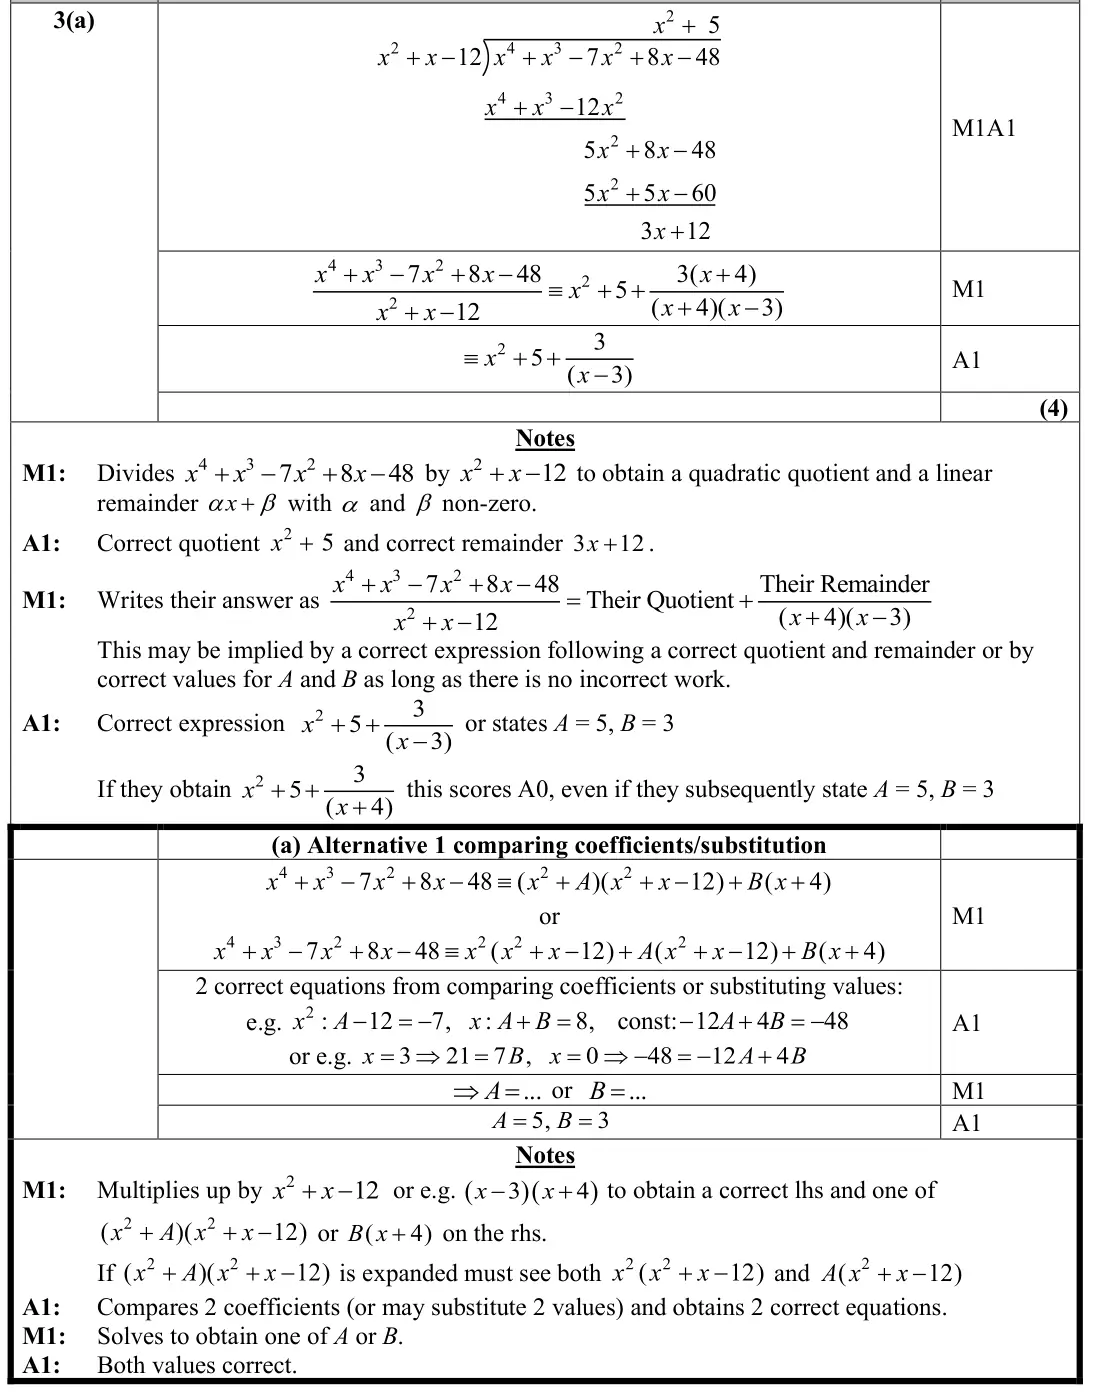 3(a)
x² + 5
x² + x − 12 ) x⁴ + x³ − 7x² + 8x − 48
x⁴ + x³ − 12x²
5x² + 8x − 48
5x² + 5x − 60
3x + 12
M1A1
(x⁴ + x³ − 7x² + 8x − 48)/(x² + x − 12) ≡ x² + 5 + 3(x + 4)/((x + 4)(x − 3))
M1
≡ x² + 5 + 3/(x − 3)
A1
(4)
Notes
M1: Divides x⁴ + x³ − 7x² + 8x − 48 by x² + x − 12 to obtain a quadratic quotient and a linear
remainder αx + β with α and β non-zero.
A1: Correct quotient x² + 5 and correct remainder 3x + 12.
M1: Writes their answer as (x⁴ + x³ − 7x² + 8x − 48)/(x² + x − 12) = Their Quotient + Their Remainder/((x + 4)(x − 3))
This may be implied by a correct expression following a correct quotient and remainder or by
correct values for A and B as long as there is no incorrect work.
A1: Correct expression x² + 5 + 3/(x − 3) or states A = 5, B = 3
If they obtain x² + 5 + 3/(x + 4) this scores A0, even if they subsequently state A = 5, B = 3
(a) Alternative 1 comparing coefficients/substitution
x⁴ + x³ − 7x² + 8x − 48 ≡ (x² + A)(x² + x − 12) + B(x + 4)
or
x⁴ + x³ − 7x² + 8x − 48 ≡ x²(x² + x − 12) + A(x² + x − 12) + B(x + 4)
M1
2 correct equations from comparing coefficients or substituting values:
e.g. x² : A − 12 = −7, x : A + B = 8, const: −12A + 4B = −48
or e.g. x = 3 ⇒ 21 = 7B, x = 0 ⇒ −48 = −12A + 4B
A1
⇒ A = ... or B = ...
M1
A = 5, B = 3
A1
Notes
M1: Multiplies up by x² + x − 12 or e.g. (x − 3)(x + 4) to obtain a correct lhs and one of
(x² + A)(x² + x − 12) or B(x + 4) on the rhs.
If (x² + A)(x² + x − 12) is expanded must see both x²(x² + x − 12) and A(x² + x − 12)
A1: Compares 2 coefficients (or may substitute 2 values) and obtains 2 correct equations.
M1: Solves to obtain one of A or B.
A1: Both values correct.